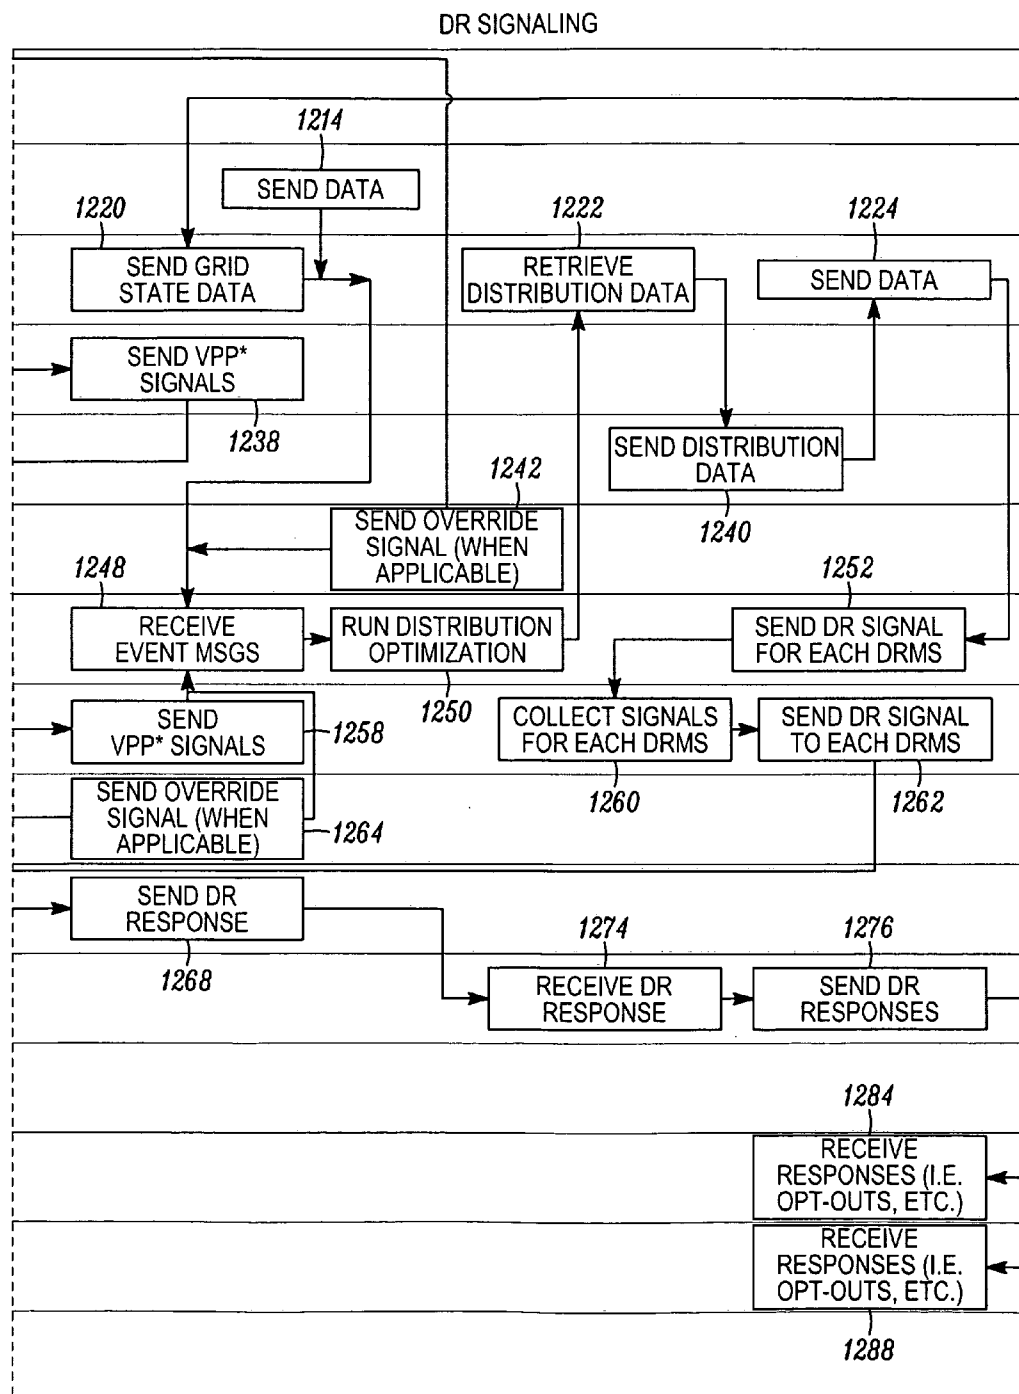 DR SIGNALING
1214
SEND DATA
1220
SEND GRID
STATE DATA
1222
RETRIEVE
DISTRIBUTION DATA
1224
SEND DATA
SEND VPP*
SIGNALS
1238
SEND DISTRIBUTION
DATA
1240
1242
SEND OVERRIDE
SIGNAL (WHEN
APPLICABLE)
1248
RECEIVE
EVENT MSGS
RUN DISTRIBUTION
OPTIMIZATION
1250
1252
SEND DR SIGNAL
FOR EACH DRMS
SEND
VPP* SIGNALS
1258
COLLECT SIGNALS
FOR EACH DRMS
1260
SEND DR SIGNAL
TO EACH DRMS
1262
SEND OVERRIDE
SIGNAL (WHEN
APPLICABLE)
1264
SEND DR
RESPONSE
1268
1274
RECEIVE DR
RESPONSE
1276
SEND DR
RESPONSES
1284
RECEIVE
RESPONSES (I.E.
OPT-OUTS, ETC.)
RECEIVE
RESPONSES (I.E.
OPT-OUTS, ETC.)
1288